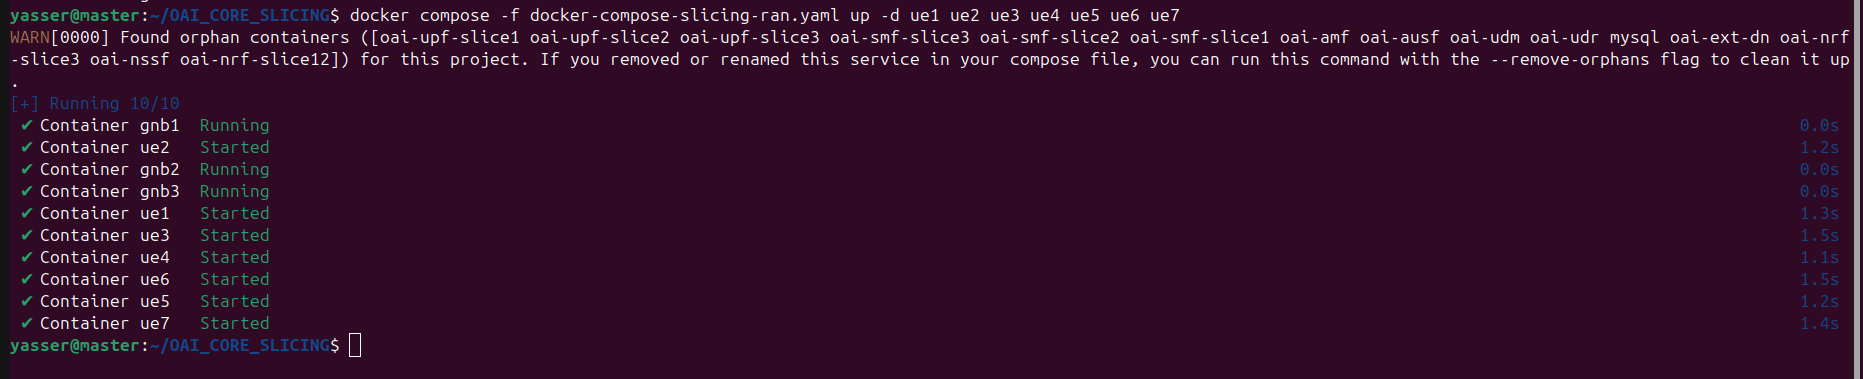 yasser@master:~/OAI_CORE_SLICING$ docker compose -f docker-compose-slicing-ran.yaml up -d ue1 ue2 ue3 ue4 ue5 ue6 ue7
WARN[0000] Found orphan containers ([oai-upf-slice1 oai-upf-slice2 oai-upf-slice3 oai-smf-slice3 oai-smf-slice2 oai-smf-slice1 oai-amf oai-ausf oai-udm oai-udr mysql oai-ext-dn oai-nrf
-slice3 oai-nssf oai-nrf-slice12]) for this project. If you removed or renamed this service in your compose file, you can run this command with the --remove-orphans flag to clean it up
.
[+] Running 10/10
✔ Container gnb1  Running 0.0s
✔ Container ue2   Started 1.2s
✔ Container gnb2  Running 0.0s
✔ Container gnb3  Running 0.0s
✔ Container ue1   Started 1.3s
✔ Container ue3   Started 1.5s
✔ Container ue4   Started 1.1s
✔ Container ue6   Started 1.5s
✔ Container ue5   Started 1.2s
✔ Container ue7   Started 1.4s
yasser@master:~/OAI_CORE_SLICING$